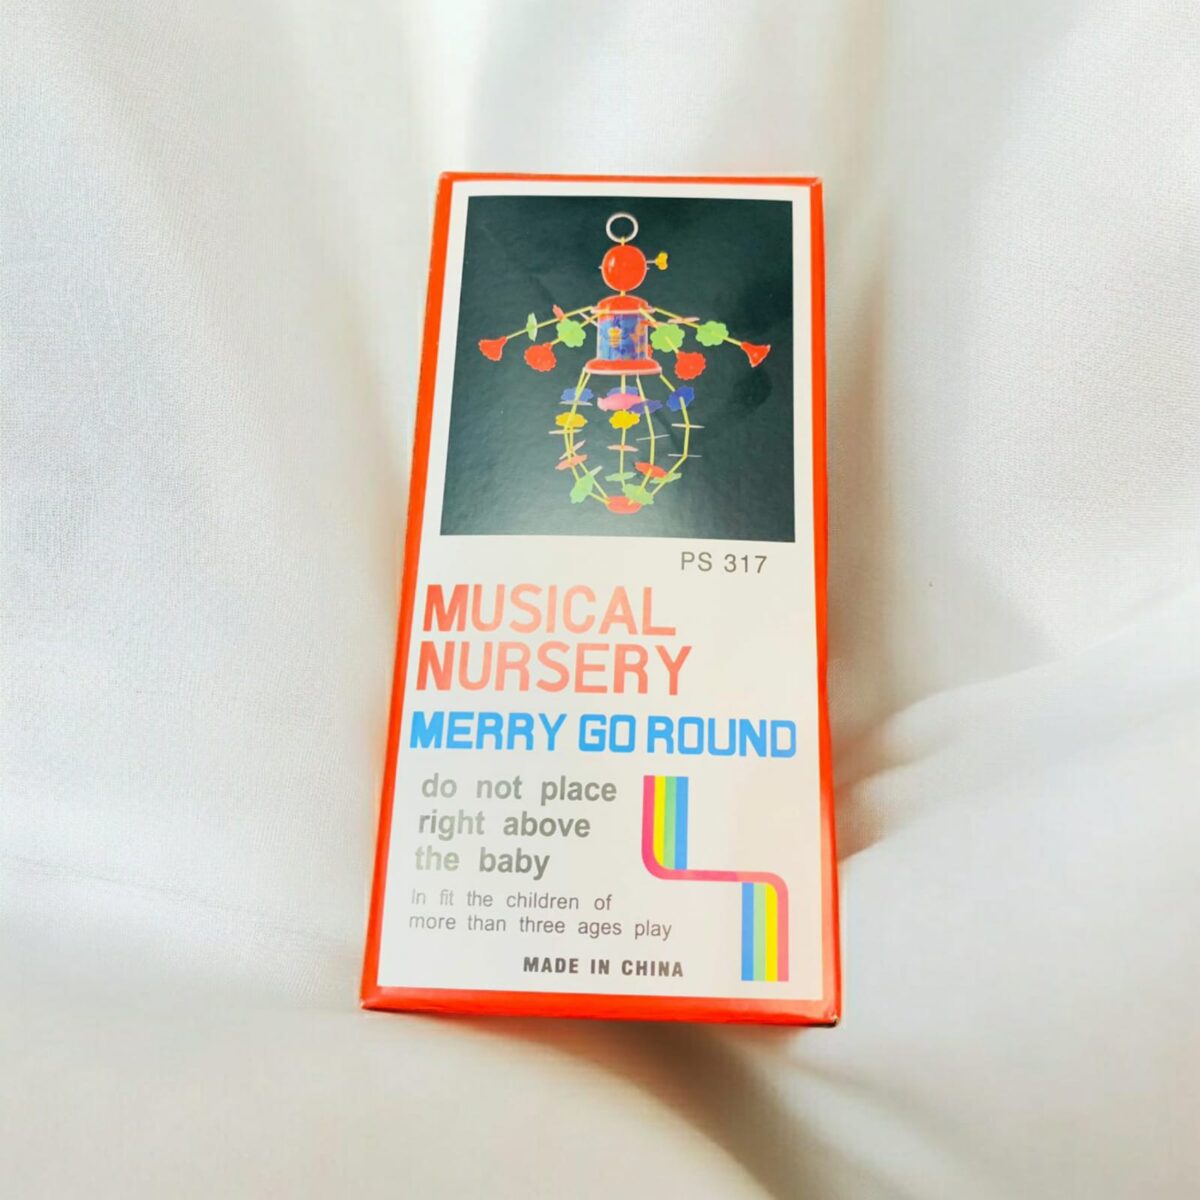 PS 317
MUSICAL
NURSERY
MERRY GO ROUND
do not place
right above
the baby
In fit the children of
more than three ages play
MADE IN CHINA